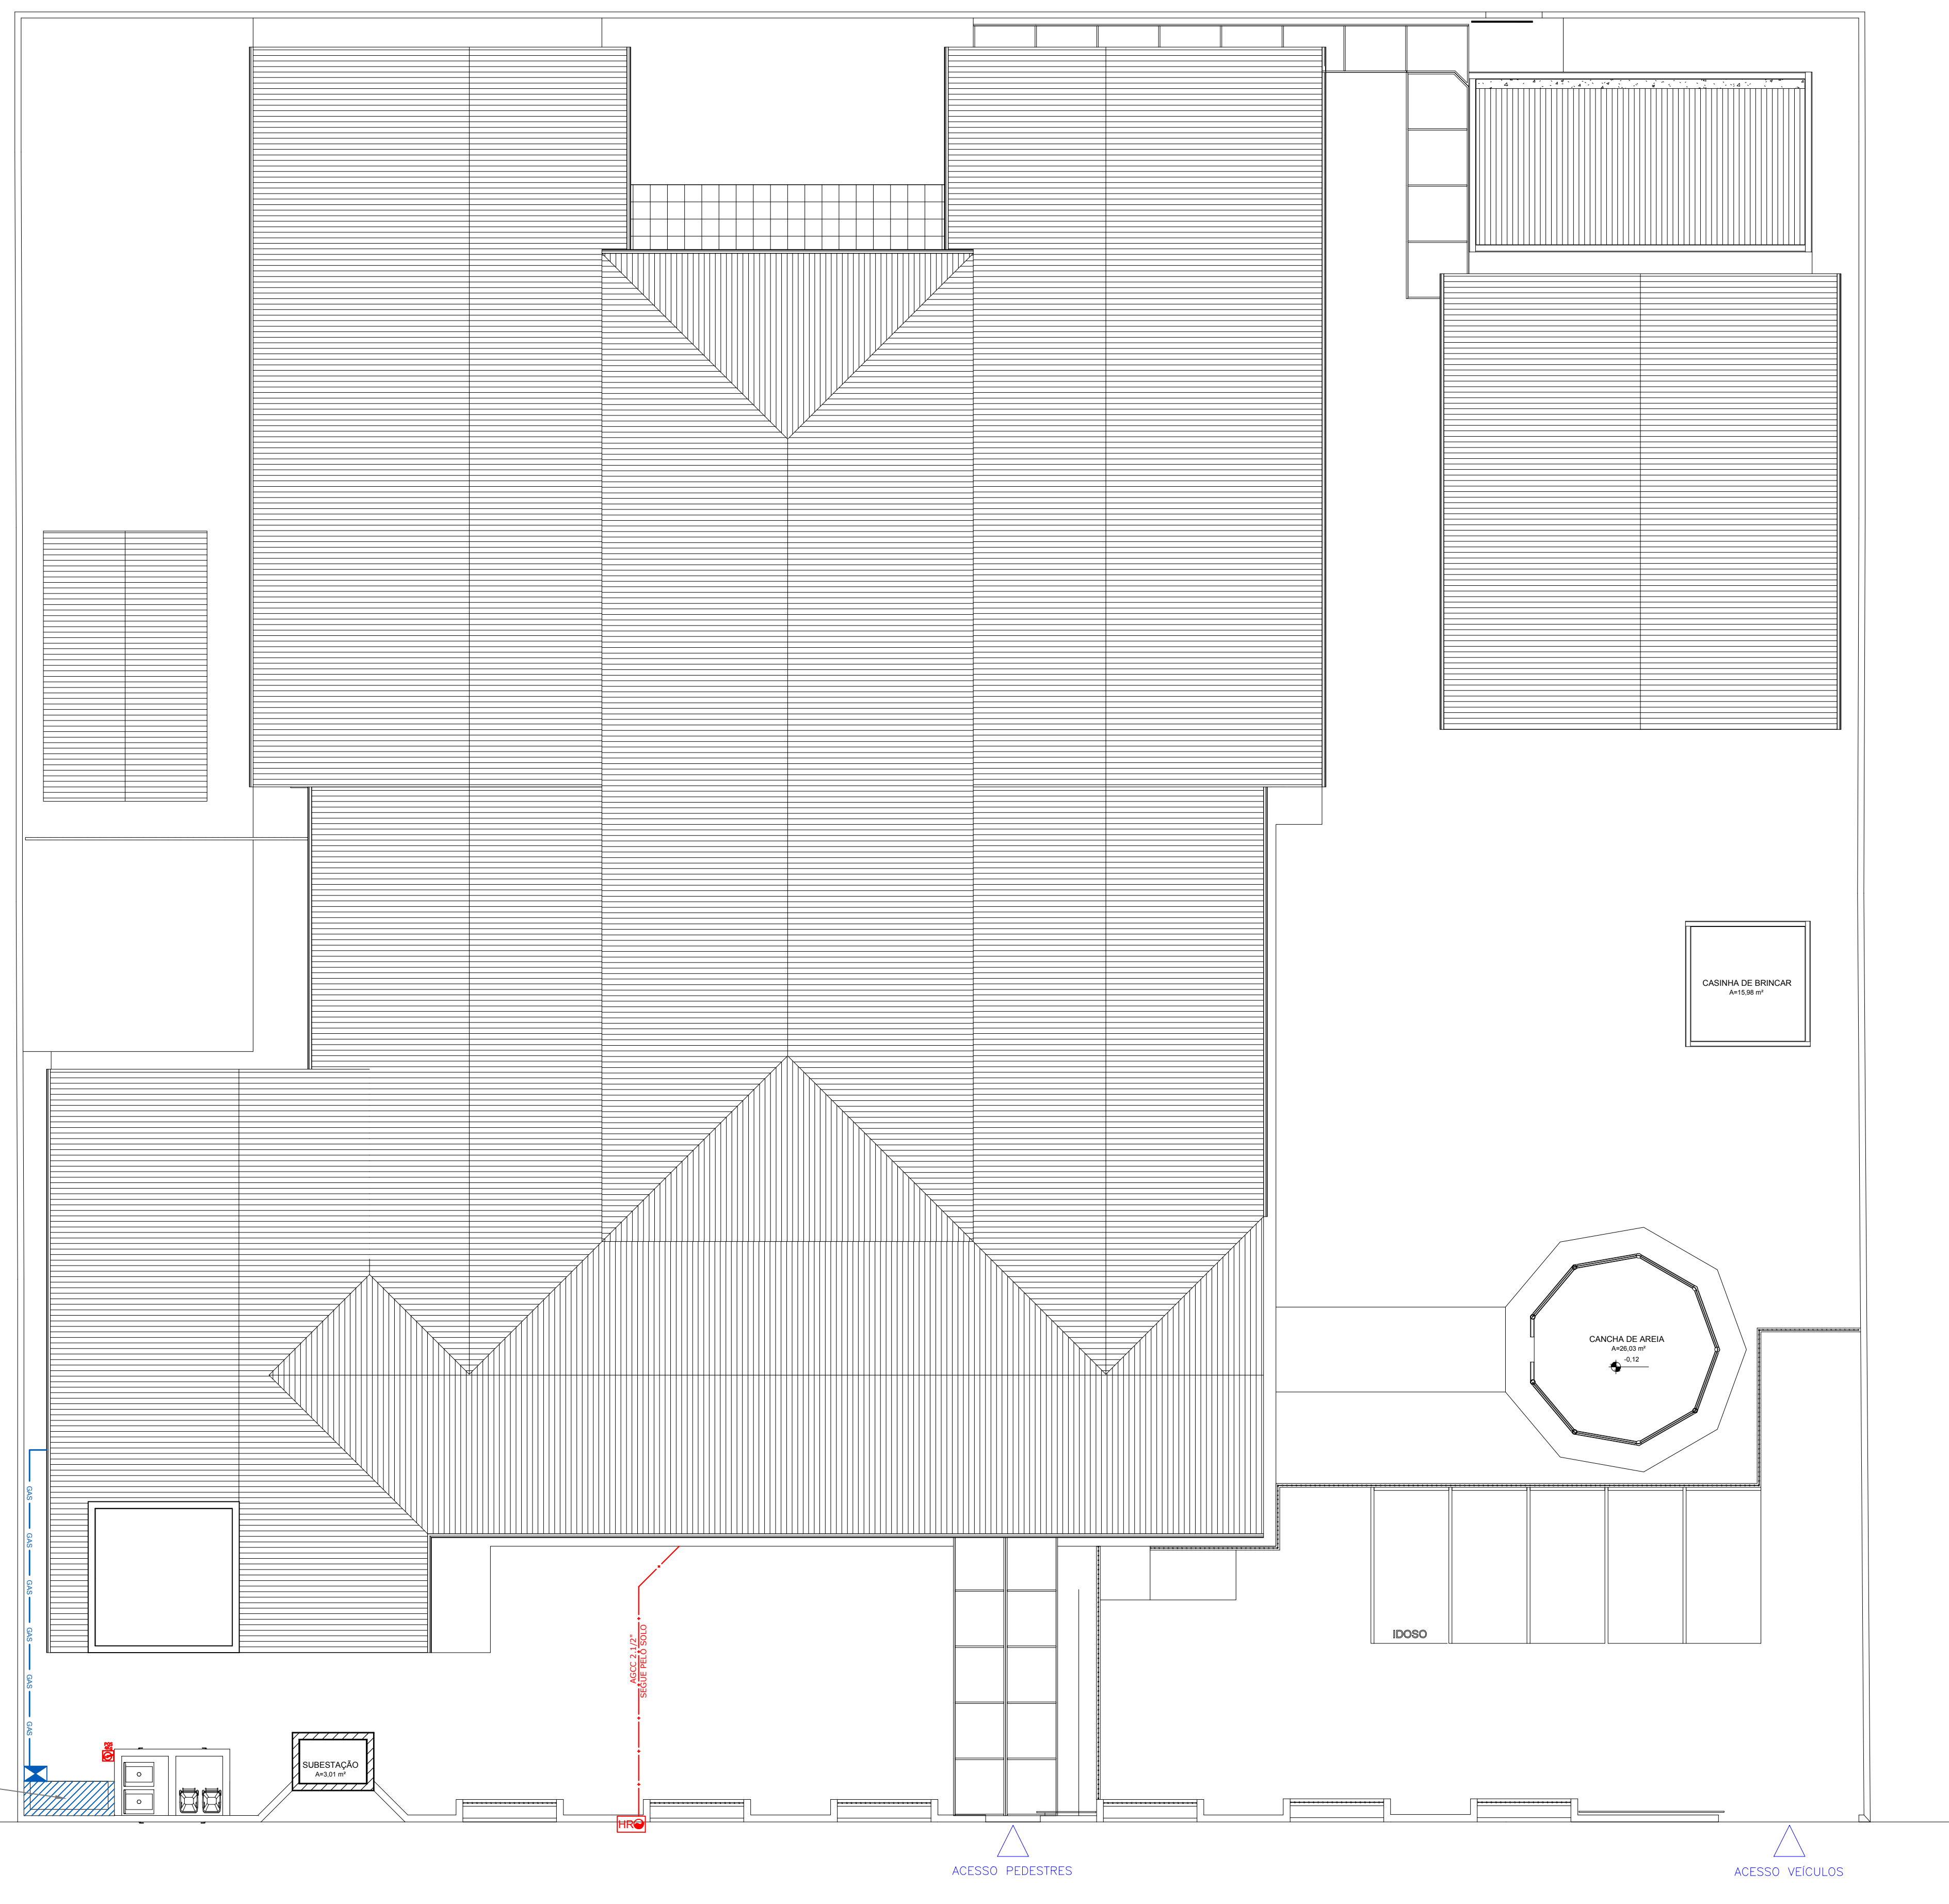 CASINHA DE BRINCAR
A=15,98 m²
CANCHA DE AREIA
A=26,03 m²
-0,12
GAS
GAS
GAS
GAS
GAS
GAS
IDOSO
AGCC 2.1/2"
SEGUE PELO SOLO
SUBESTAÇÃO
A=3,01 m²
HR
ACESSO PEDESTRES
ACESSO VEÍCULOS